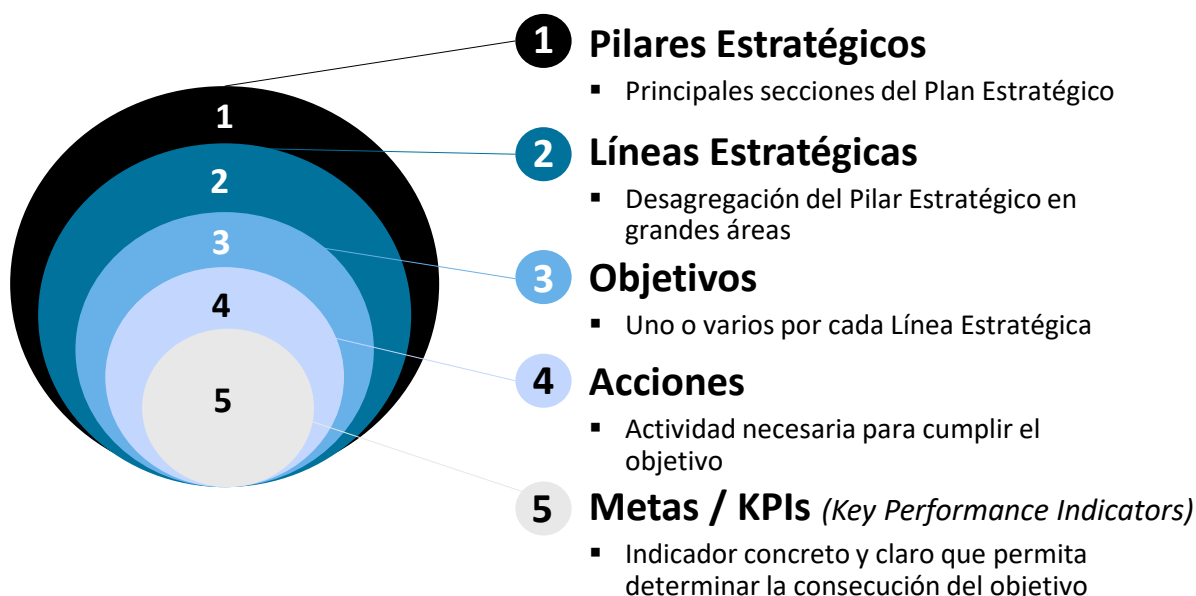 1
2
3
4
5
1 Pilares Estratégicos
▪ Principales secciones del Plan Estratégico
2 Líneas Estratégicas
▪ Desagregación del Pilar Estratégico en
grandes áreas
3 Objetivos
▪ Uno o varios por cada Línea Estratégica
4 Acciones
▪ Actividad necesaria para cumplir el
objetivo
5 Metas / KPIs (Key Performance Indicators)
▪ Indicador concreto y claro que permita
determinar la consecución del objetivo